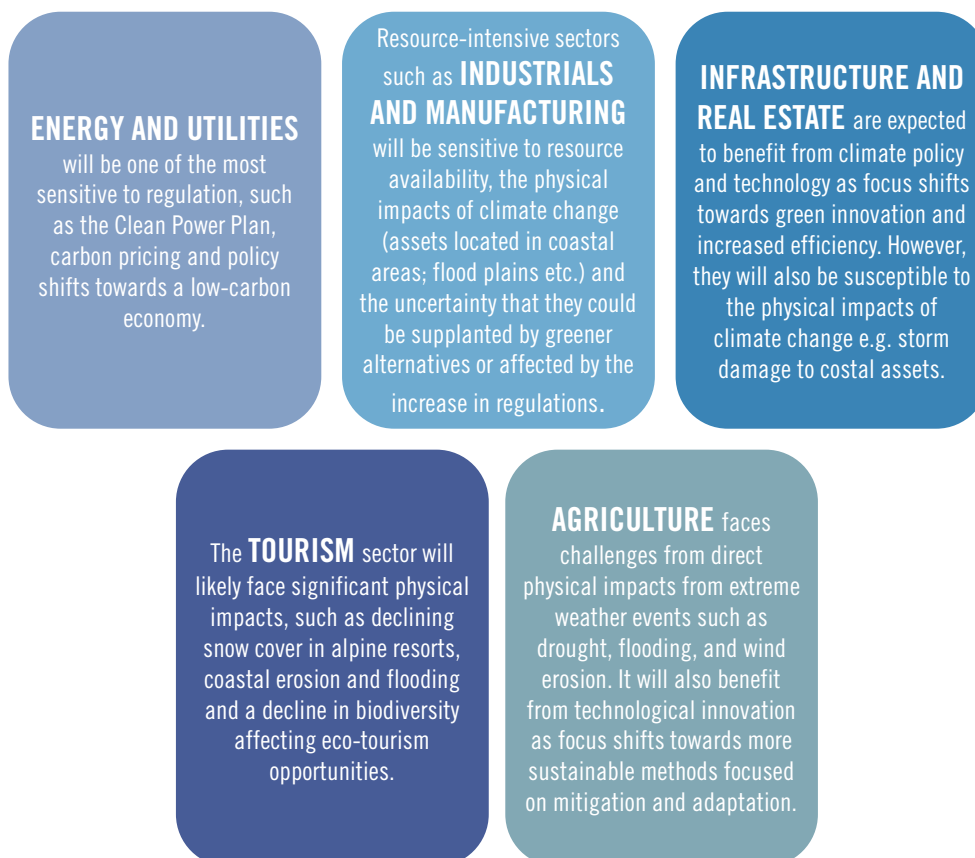 ENERGY AND UTILITIES
will be one of the most
sensitive to regulation, such
as the Clean Power Plan,
carbon pricing and policy
shifts towards a low-carbon
economy.
Resource-intensive sectors
such as INDUSTRIALS
AND MANUFACTURING
will be sensitive to resource
availability, the physical
impacts of climate change
(assets located in coastal
areas; flood plains etc.) and
the uncertainty that they could
be supplanted by greener
alternatives or affected by the
increase in regulations.
INFRASTRUCTURE AND
REAL ESTATE are expected
to benefit from climate policy
and technology as focus shifts
towards green innovation and
increased efficiency. However,
they will also be susceptible to
the physical impacts of
climate change e.g. storm
damage to costal assets.
The TOURISM sector will
likely face significant physical
impacts, such as declining
snow cover in alpine resorts,
coastal erosion and flooding
and a decline in biodiversity
affecting eco-tourism
opportunities.
AGRICULTURE faces
challenges from direct
physical impacts from extreme
weather events such as
drought, flooding, and wind
erosion. It will also benefit
from technological innovation
as focus shifts towards more
sustainable methods focused
on mitigation and adaptation.